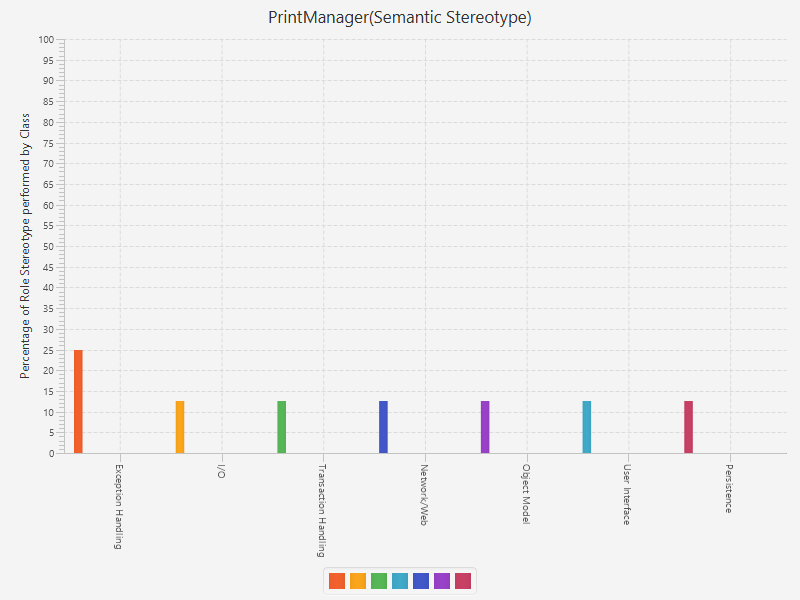 PrintManager(Semantic Stereotype)
Percentage of Role Stereotype performed by Class
100
95
90
85
80
75
70
65
60
55
50
45
40
35
30
25
20
15
10
5
0
Exception Handling
I/O
Transaction Handling
Network/Web
Object Model
User Interface
Persistence